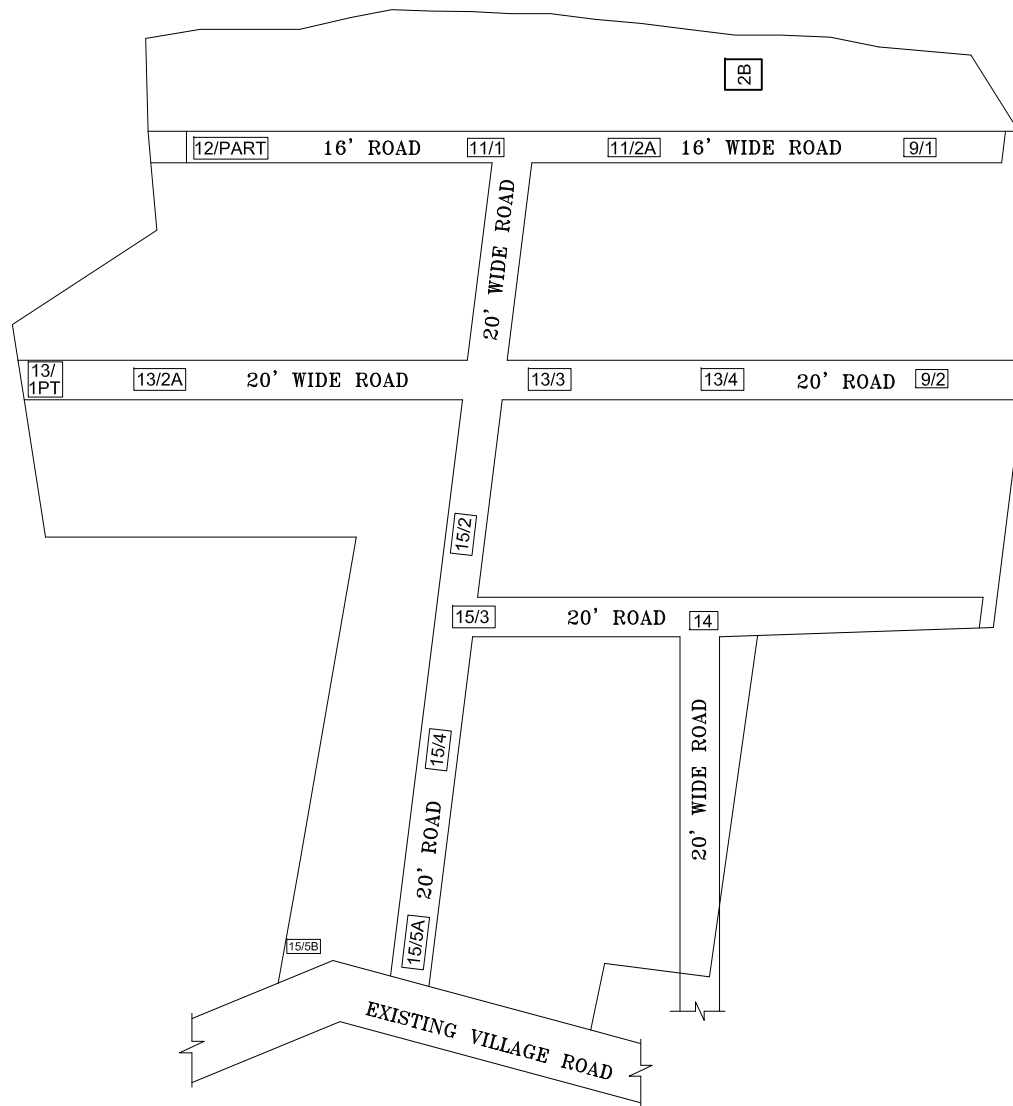 2B
12/PART
16' ROAD
11/1
11/2A
16' WIDE ROAD
9/1
20' WIDE ROAD
13/
1PT
13/2A
20' WIDE ROAD
13/3
13/4
20' ROAD
9/2
15/2
15/3
20' ROAD
14
15/4
20' WIDE ROAD
20' ROAD
15/5A
15/5B
EXISTING VILLAGE ROAD